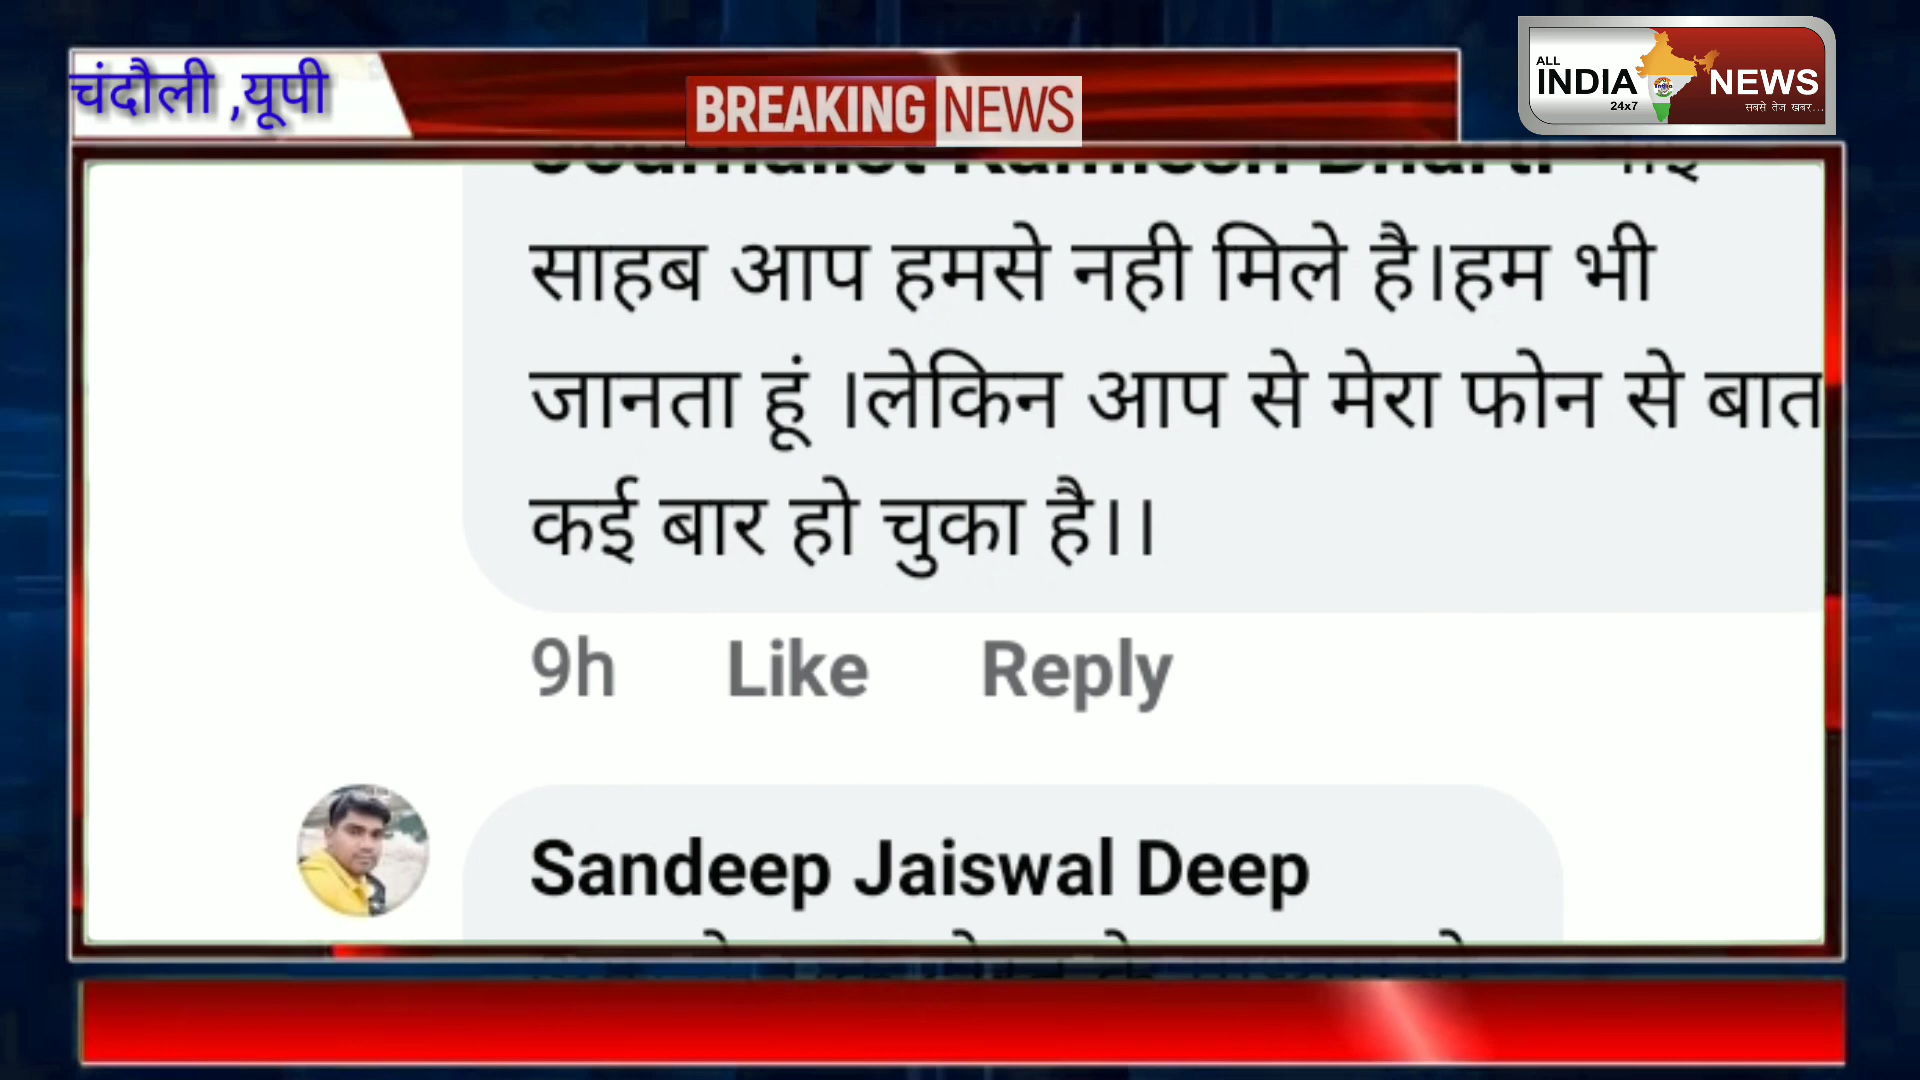 चंदौली ,यूपी
BREAKING NEWS
ALL
INDIA NEWS
24x7
सबसे तेज खबर...
साहब आप हमसे नही मिले है।हम भी
जानता हूं ।लेकिन आप से मेरा फोन से बात
कई बार हो चुका है।।
9h Like Reply
Sandeep Jaiswal Deep